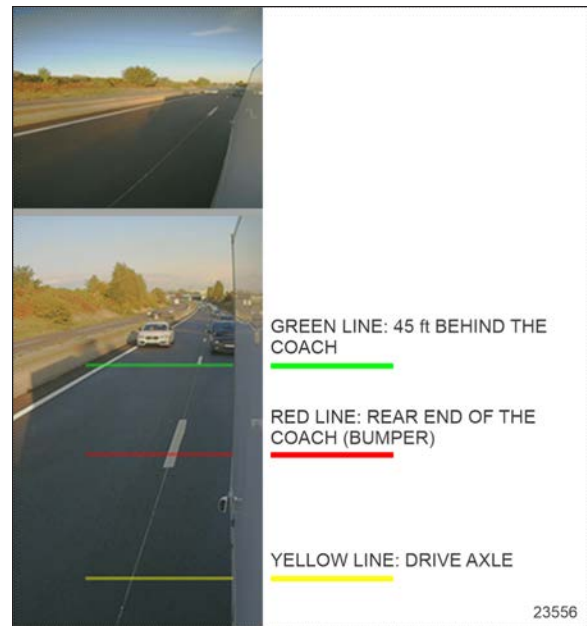 GREEN LINE: 45 ft BEHIND THE
COACH
RED LINE: REAR END OF THE
COACH (BUMPER)
YELLOW LINE: DRIVE AXLE
23556